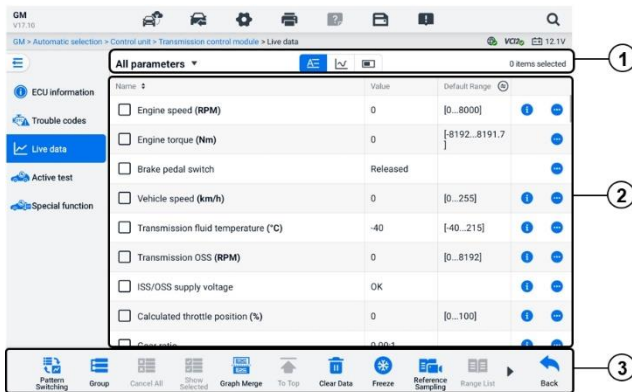 GM
V17.10
GM > Automatic selection > Control unit > Transmission control module > Live data
VCI 12.1V
All parameters ▼
0 items selected
1
ECU information
Trouble codes
Live data
Active test
Special function
Name Value Default Range
Engine speed (RPM) 0 [0...8000]
Engine torque (Nm) 0 [-8192...8191.7
]
Brake pedal switch Released
Vehicle speed (km/h) 0 [0...255]
Transmission fluid temperature (°C) -40 [-40...215]
Transmission OSS (RPM) 0 [0...8192]
ISS/OSS supply voltage OK
Calculated throttle position (%) 0 [0...100]
Gear ratio 0.00:1
2
Pattern
Switching
Group
Cancel All
Show
Selected
Graph Merge
To Top
Clear Data
Freeze
Reference
Sampling
Range List
Back
3